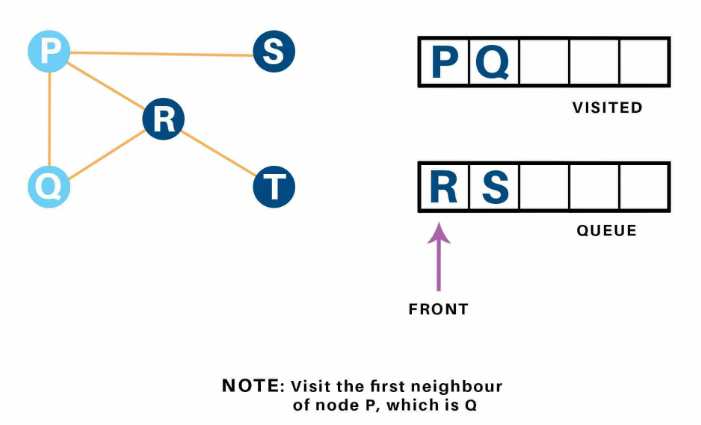 P
S
R
Q
T
P Q
VISITED
R S
QUEUE
FRONT
NOTE: Visit the first neighbour
of node P, which is Q